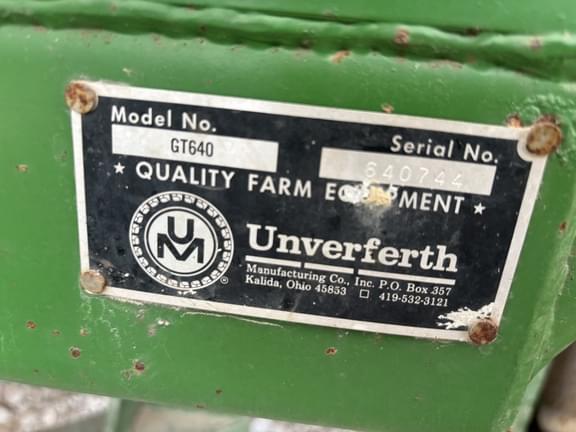 Model No.
GT640
Serial No.
640744
★ QUALITY FARM EQUIPMENT ★
UM
Unverferth
®
Manufacturing Co., Inc. P.O. Box 357
Kalida, Ohio 45853 □ 419-532-3121